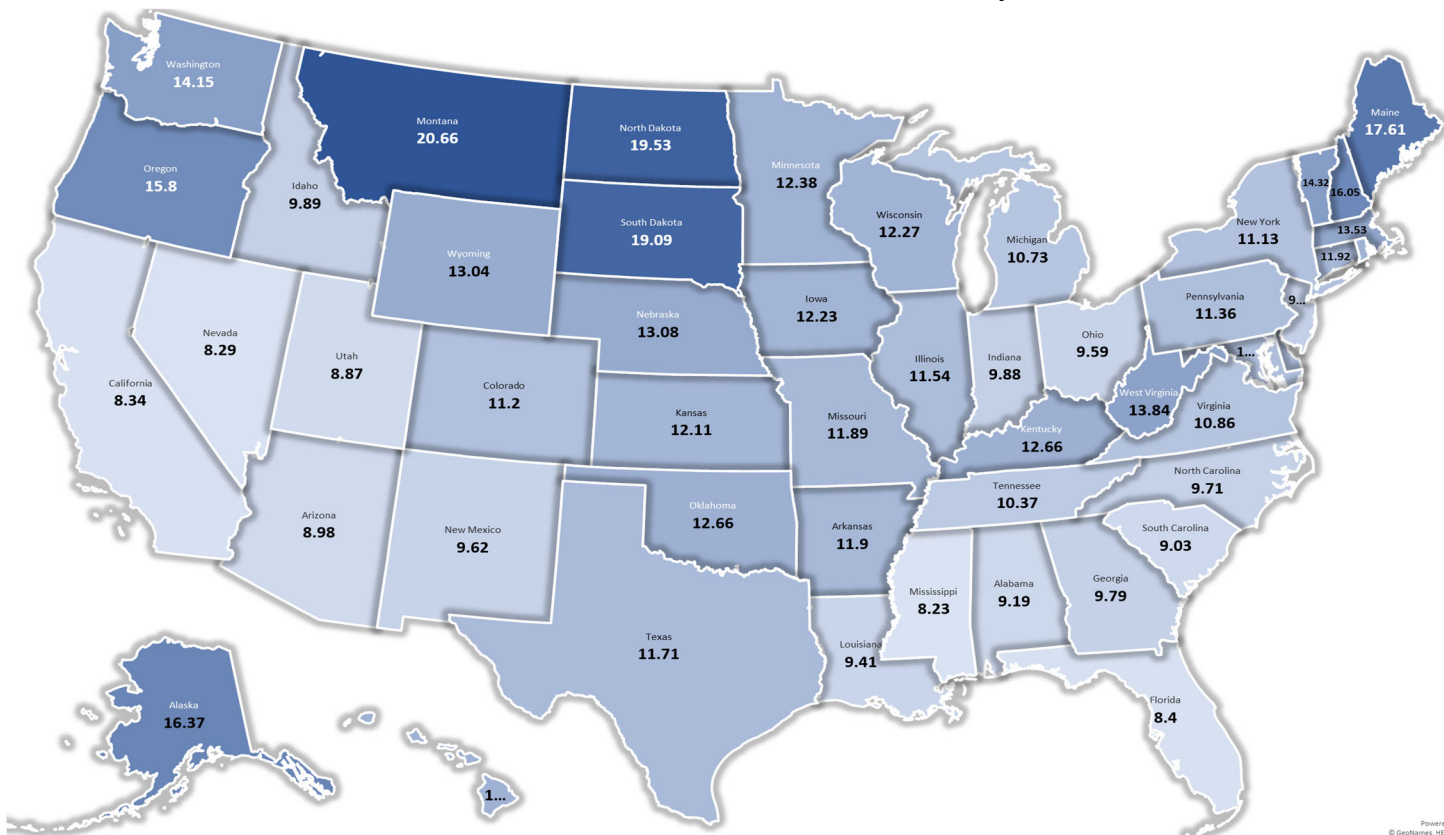 Washington
14.15
Montana
20.66
North Dakota
19.53
Minnesota
12.38
Maine
17.61
Oregon
15.8
Idaho
9.89
South Dakota
19.09
Wisconsin
12.27
Michigan
10.73
14.32
16.05
New York
11.13
13.53
11.92
Wyoming
13.04
Iowa
12.23
Pennsylvania
11.36
9...
Nebraska
13.08
Nevada
8.29
Utah
8.87
Colorado
11.2
Illinois
11.54
Indiana
9.88
Ohio
9.59
1...
California
8.34
Kansas
12.11
Missouri
11.89
West Virginia
13.84
Virginia
10.86
Kentucky
12.66
Tennessee
10.37
North Carolina
9.71
Arizona
8.98
New Mexico
9.62
Oklahoma
12.66
Arkansas
11.9
South Carolina
9.03
Mississippi
8.23
Alabama
9.19
Georgia
9.79
Texas
11.71
Louisiana
9.41
Florida
8.4
Alaska
16.37
1...
Powere
© GeoNames, HE